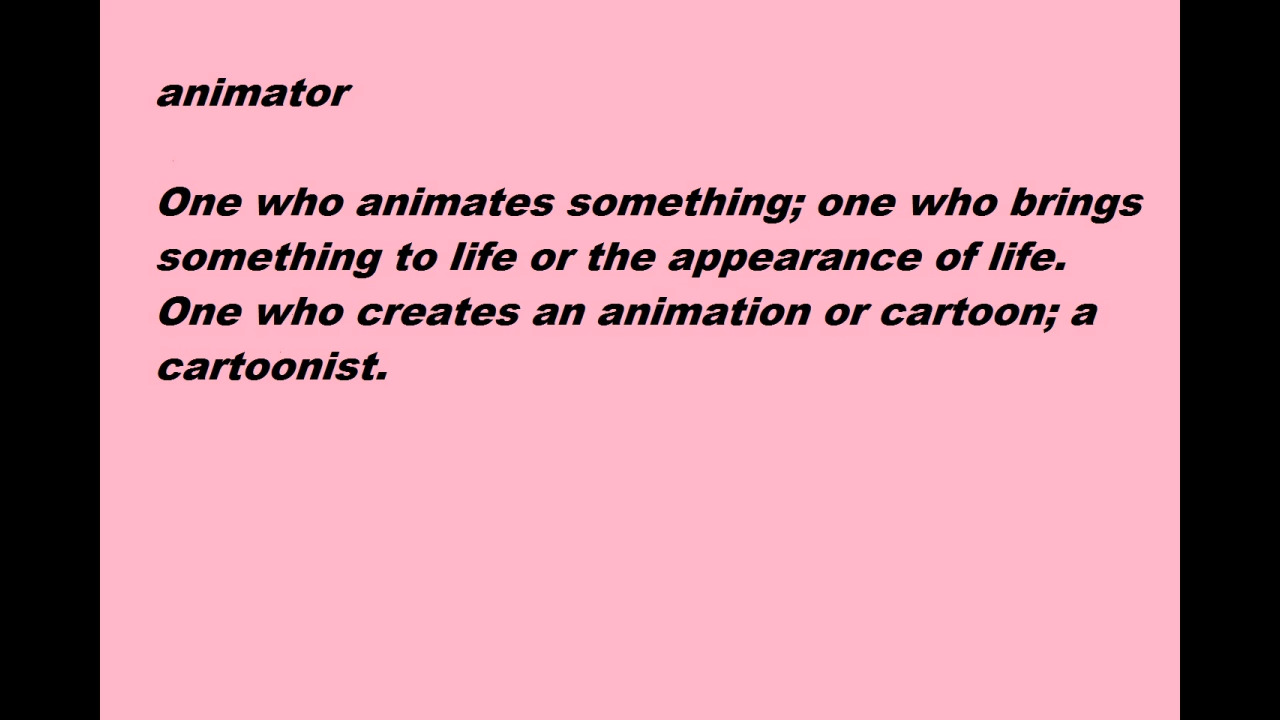 animator
One who animates something; one who brings
something to life or the appearance of life.
One who creates an animation or cartoon; a
cartoonist.